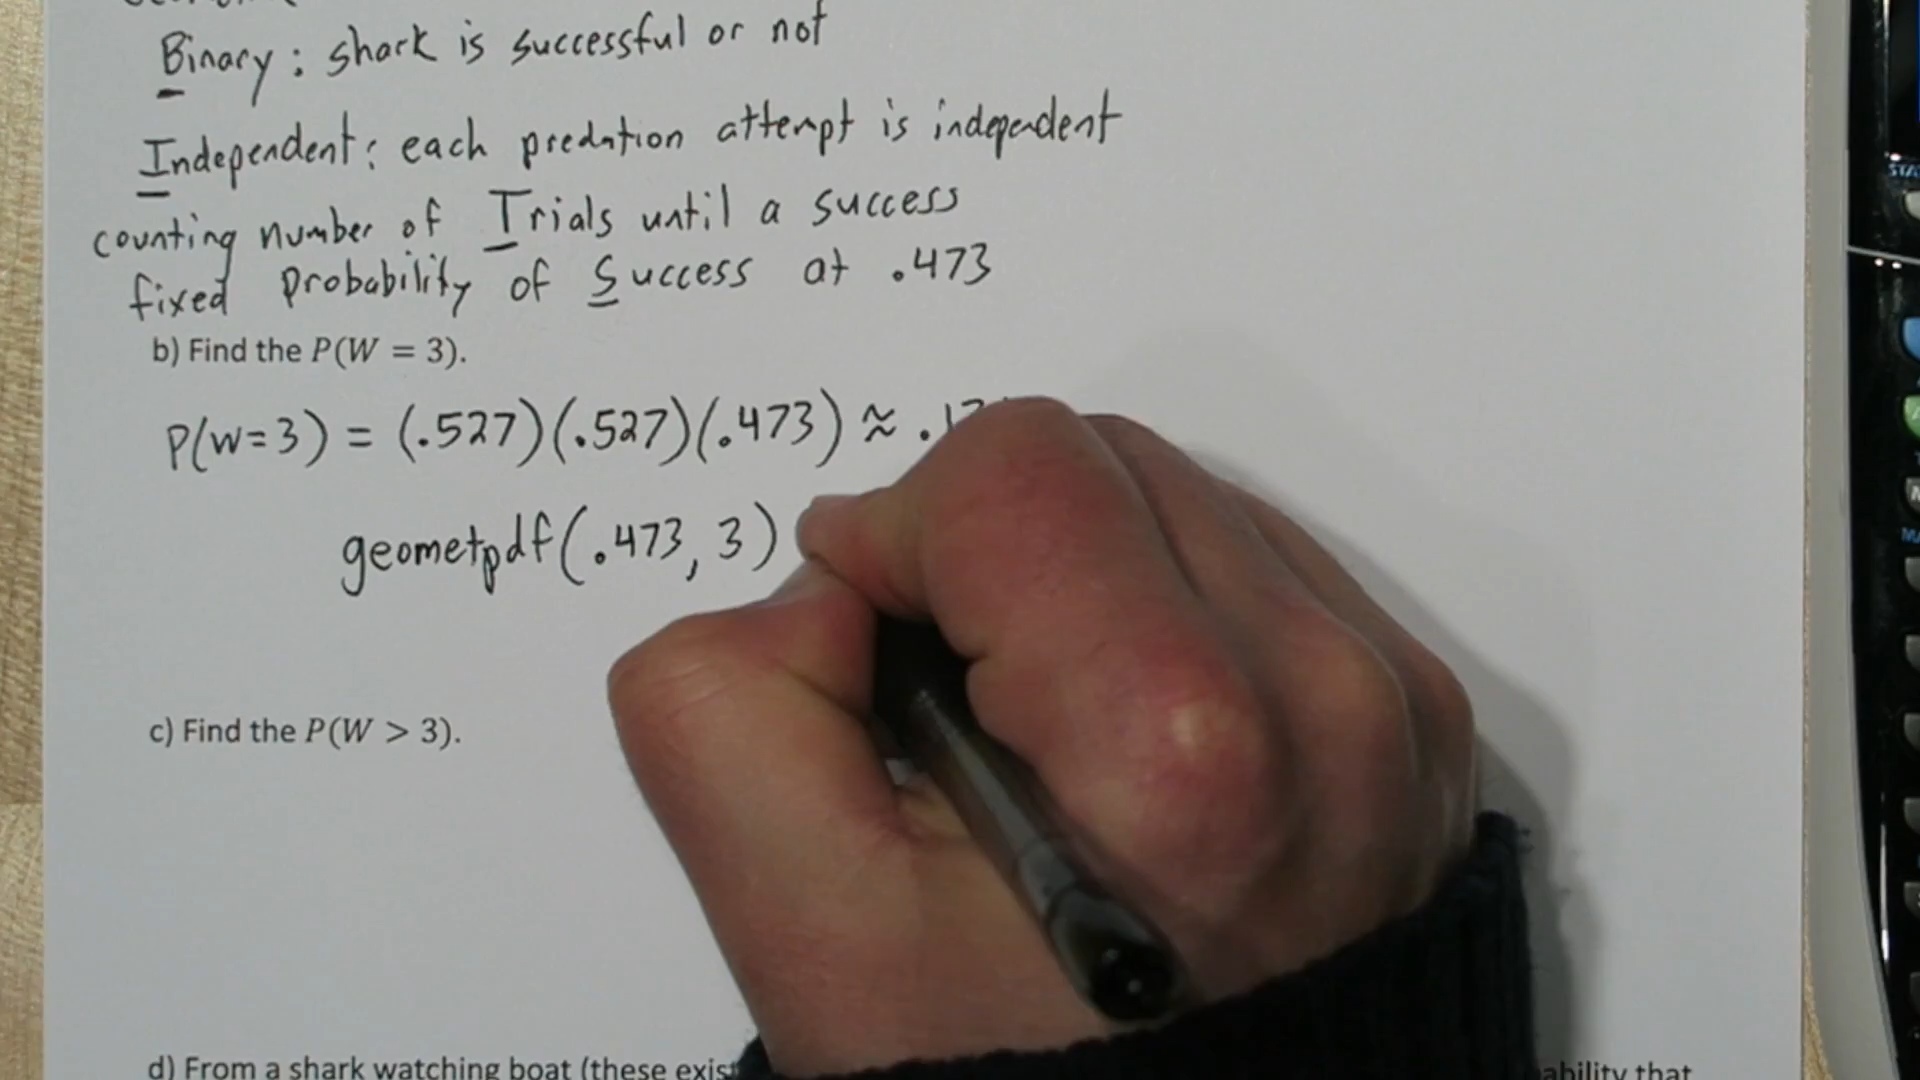 Binary: shark is successful or not
Independent: each predation attempt is independent
counting number of Trials until a success
fixed probability of Success at .473
b) Find the P(W = 3).
P(W=3) = (.527)(.527)(.473) ≈
geometpdf(.473, 3)
c) Find the P(W > 3).
d) From a shark watching boat (these exist that